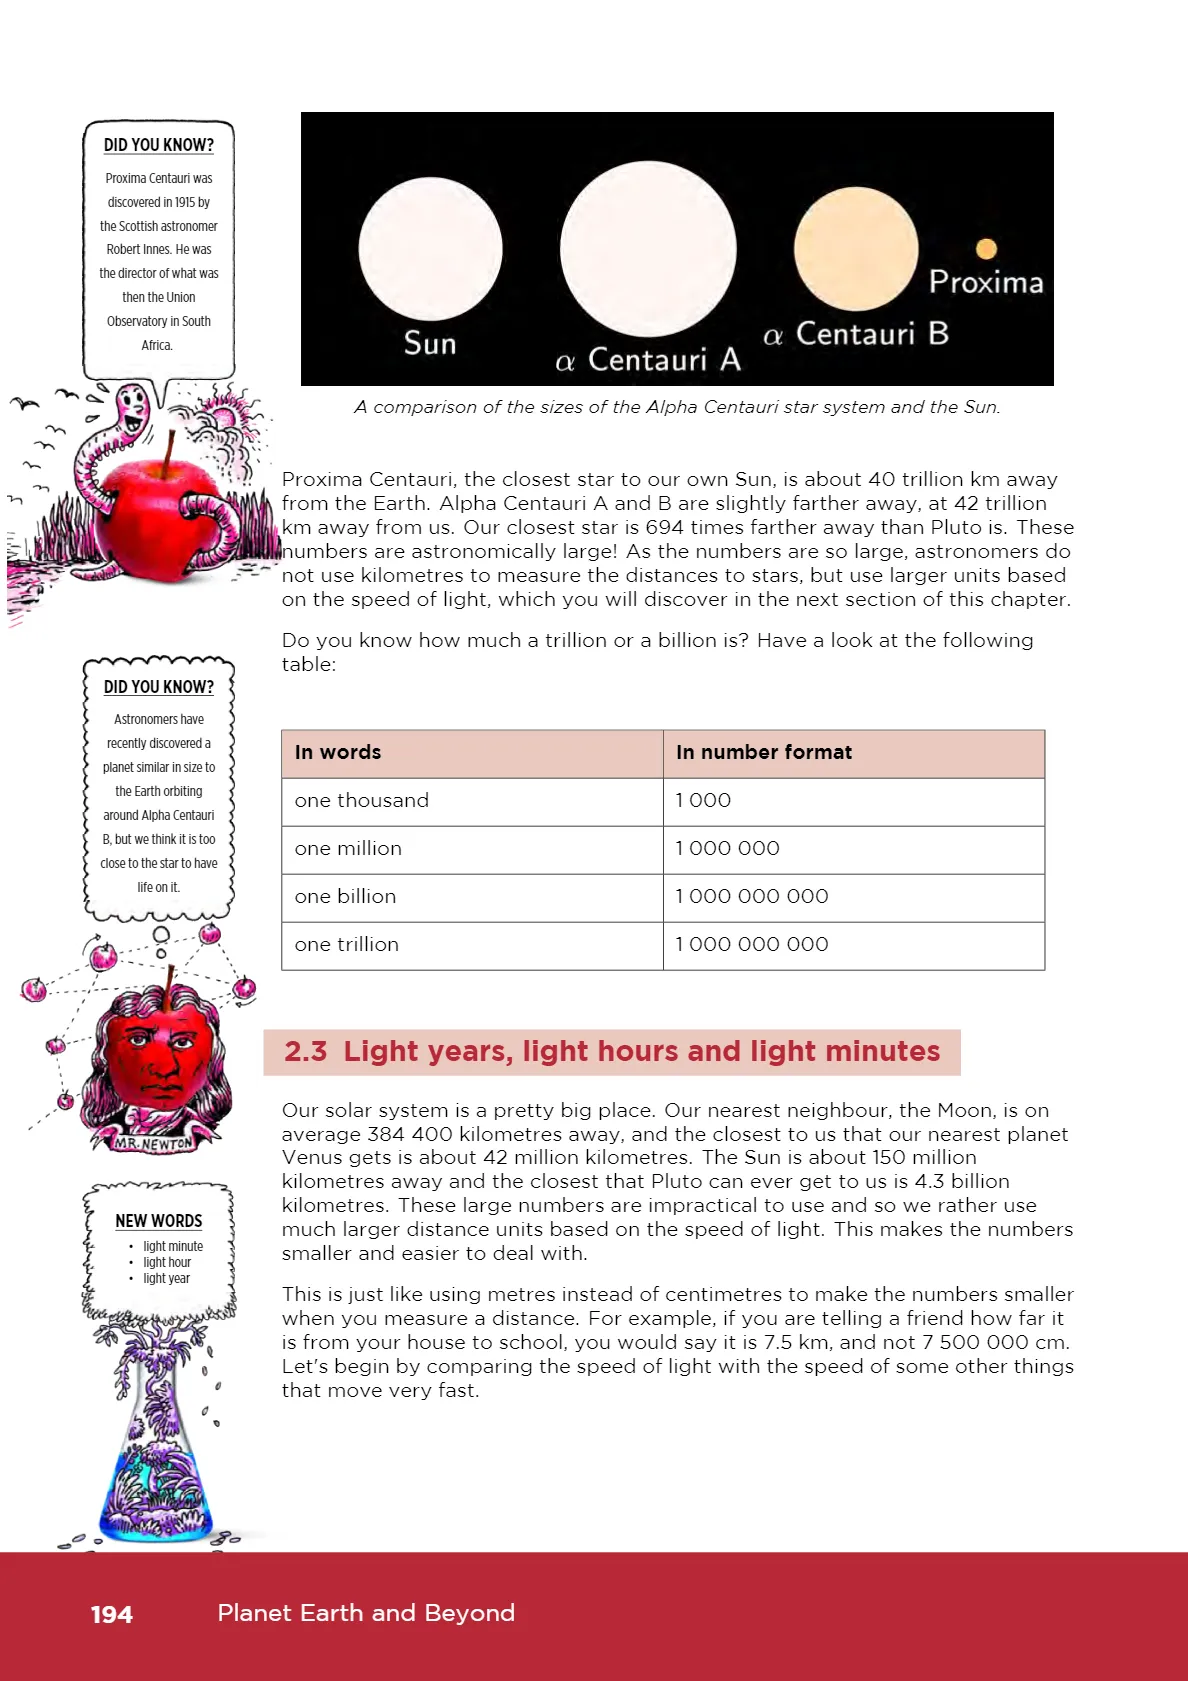 DID YOU KNOW?
Proxima Centauri was
discovered in 1915 by
the Scottish astronomer
Robert Innes. He was
the director of what was
then the Union
Observatory in South
Africa.
Sun
α Centauri A
α Centauri B
Proxima
A comparison of the sizes of the Alpha Centauri star system and the Sun.
Proxima Centauri, the closest star to our own Sun, is about 40 trillion km away
from the Earth. Alpha Centauri A and B are slightly farther away, at 42 trillion
km away from us. Our closest star is 694 times farther away than Pluto is. These
numbers are astronomically large! As the numbers are so large, astronomers do
not use kilometres to measure the distances to stars, but use larger units based
on the speed of light, which you will discover in the next section of this chapter.
Do you know how much a trillion or a billion is? Have a look at the following
table:
DID YOU KNOW?
Astronomers have
recently discovered a
planet similar in size to
the Earth orbiting
around Alpha Centauri
B, but we think it is too
close to the star to have
life on it.
MR. NEWTON
In words In number format
one thousand 1 000
one million 1 000 000
one billion 1 000 000 000
one trillion 1 000 000 000
2.3 Light years, light hours and light minutes
Our solar system is a pretty big place. Our nearest neighbour, the Moon, is on
average 384 400 kilometres away, and the closest to us that our nearest planet
Venus gets is about 42 million kilometres. The Sun is about 150 million
kilometres away and the closest that Pluto can ever get to us is 4.3 billion
kilometres. These large numbers are impractical to use and so we rather use
much larger distance units based on the speed of light. This makes the numbers
smaller and easier to deal with.
NEW WORDS
• light minute
• light hour
• light year
This is just like using metres instead of centimetres to make the numbers smaller
when you measure a distance. For example, if you are telling a friend how far it
is from your house to school, you would say it is 7.5 km, and not 7 500 000 cm.
Let's begin by comparing the speed of light with the speed of some other things
that move very fast.
194 Planet Earth and Beyond